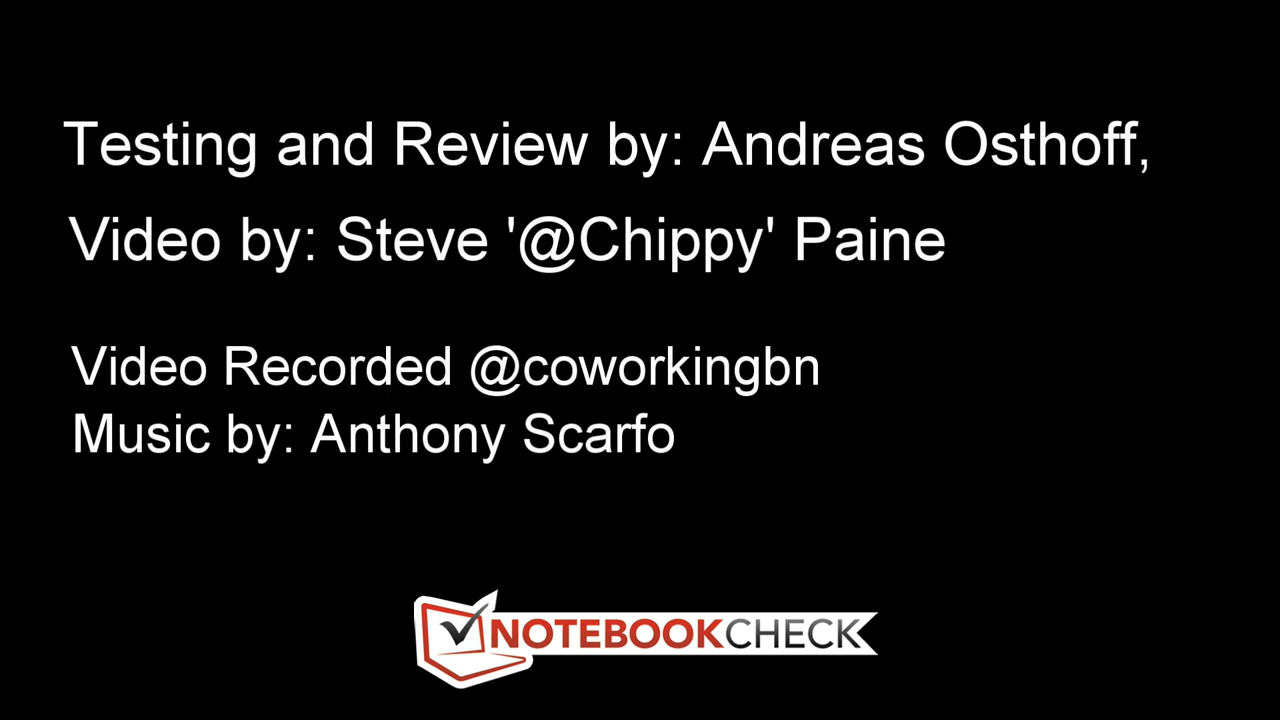 Testing and Review by: Andreas Osthoff,
Video by: Steve '@Chippy' Paine
Video Recorded @coworkingbn
Music by: Anthony Scarfo
NOTEBOOKCHECK